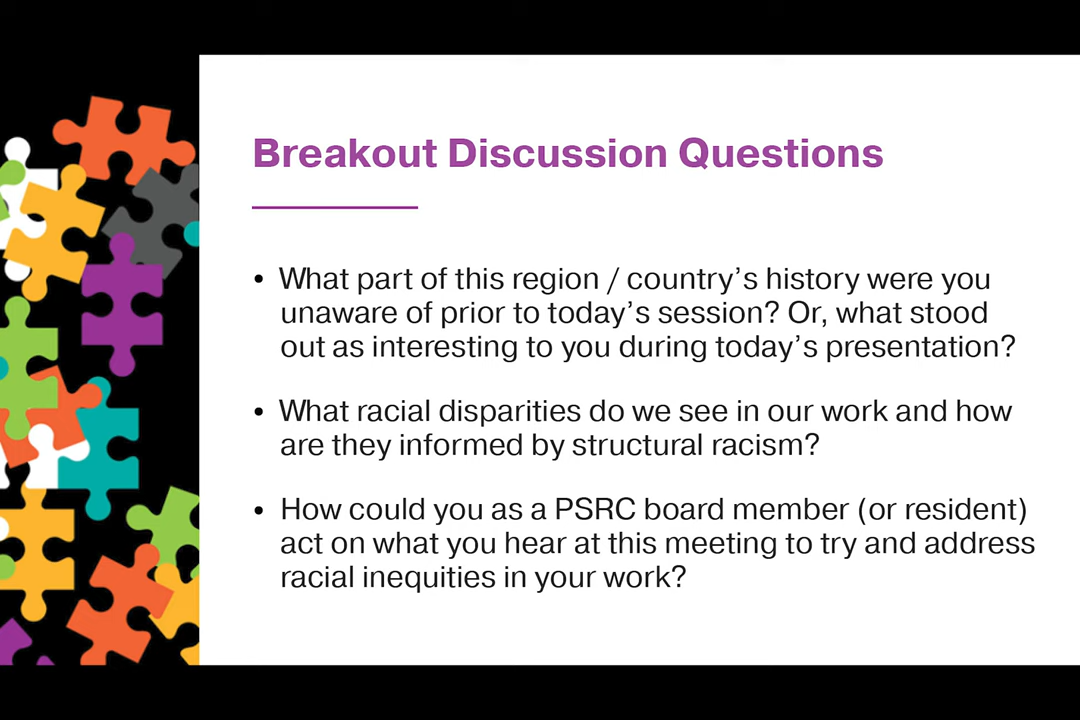 Breakout Discussion Questions
• What part of this region / country’s history were you
unaware of prior to today’s session? Or, what stood
out as interesting to you during today’s presentation?
• What racial disparities do we see in our work and how
are they informed by structural racism?
• How could you as a PSRC board member (or resident)
act on what you hear at this meeting to try and address
racial inequities in your work?